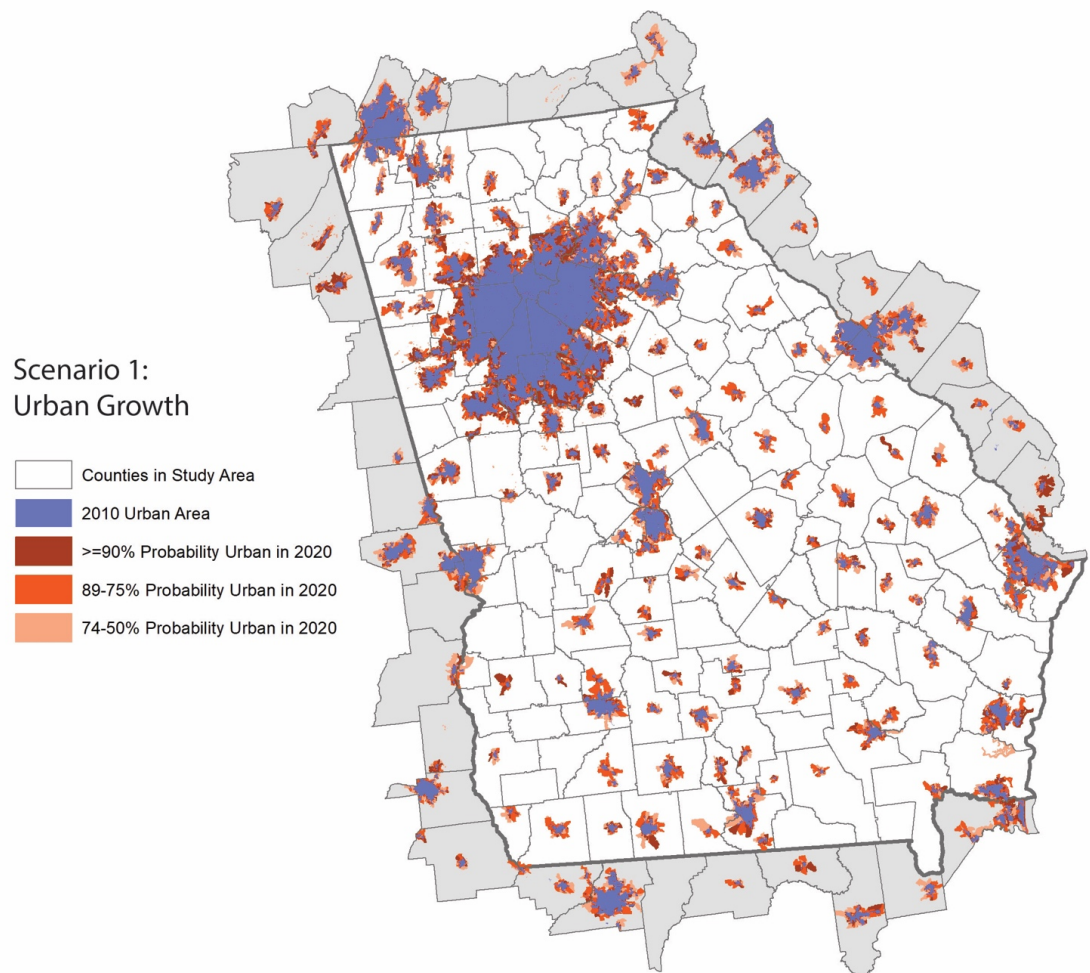 Scenario 1:
Urban Growth
Counties in Study Area
2010 Urban Area
>=90% Probability Urban in 2020
89-75% Probability Urban in 2020
74-50% Probability Urban in 2020